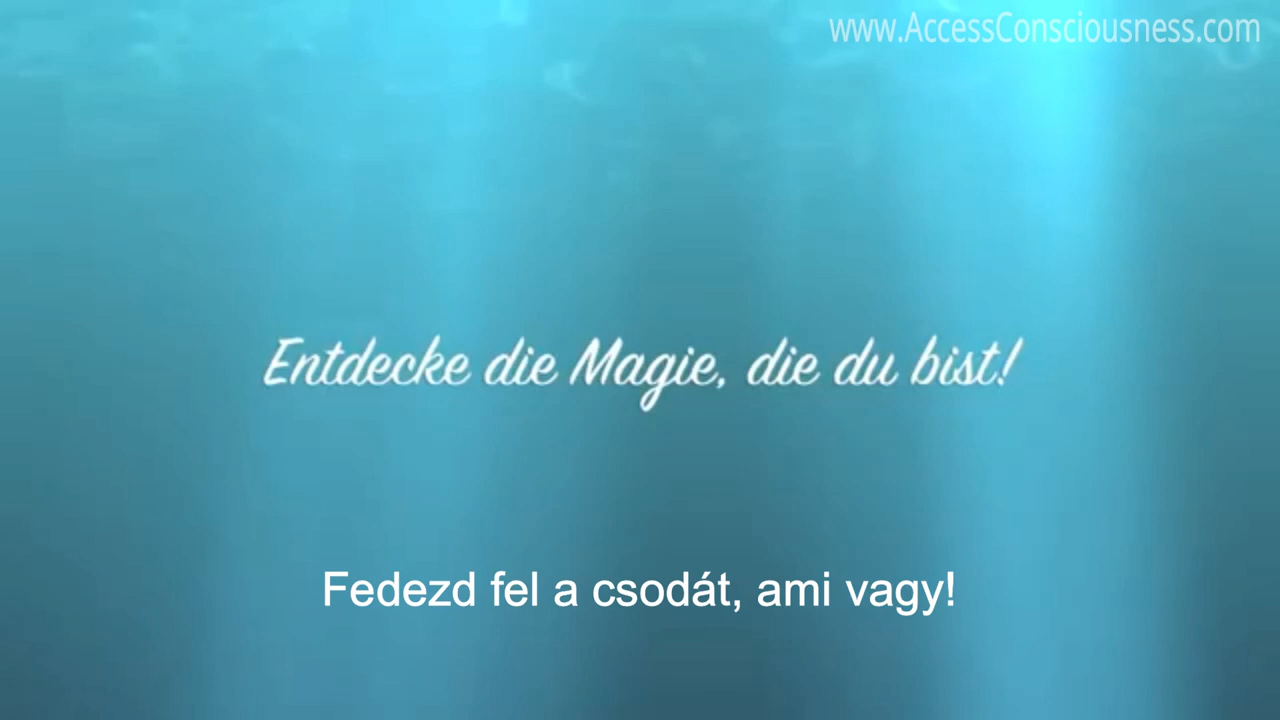 www.AccessConsciousness.com
Entdecke die Magie, die du bist!
Fedezd fel a csodát, ami vagy!